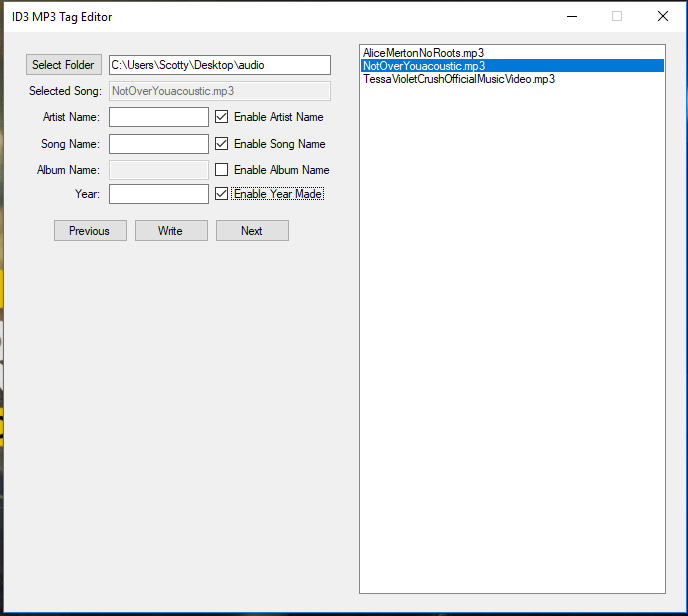 ID3 MP3 Tag Editor
Select Folder C:\Users\Scotty\Desktop\audio
Selected Song: NotOverYouacoustic.mp3
Artist Name: Enable Artist Name
Song Name: Enable Song Name
Album Name: Enable Album Name
Year: Enable Year Made
Previous Write Next
AliceMertonNoRoots.mp3
NotOverYouacoustic.mp3
TessaVioletCrushOfficialMusicVideo.mp3